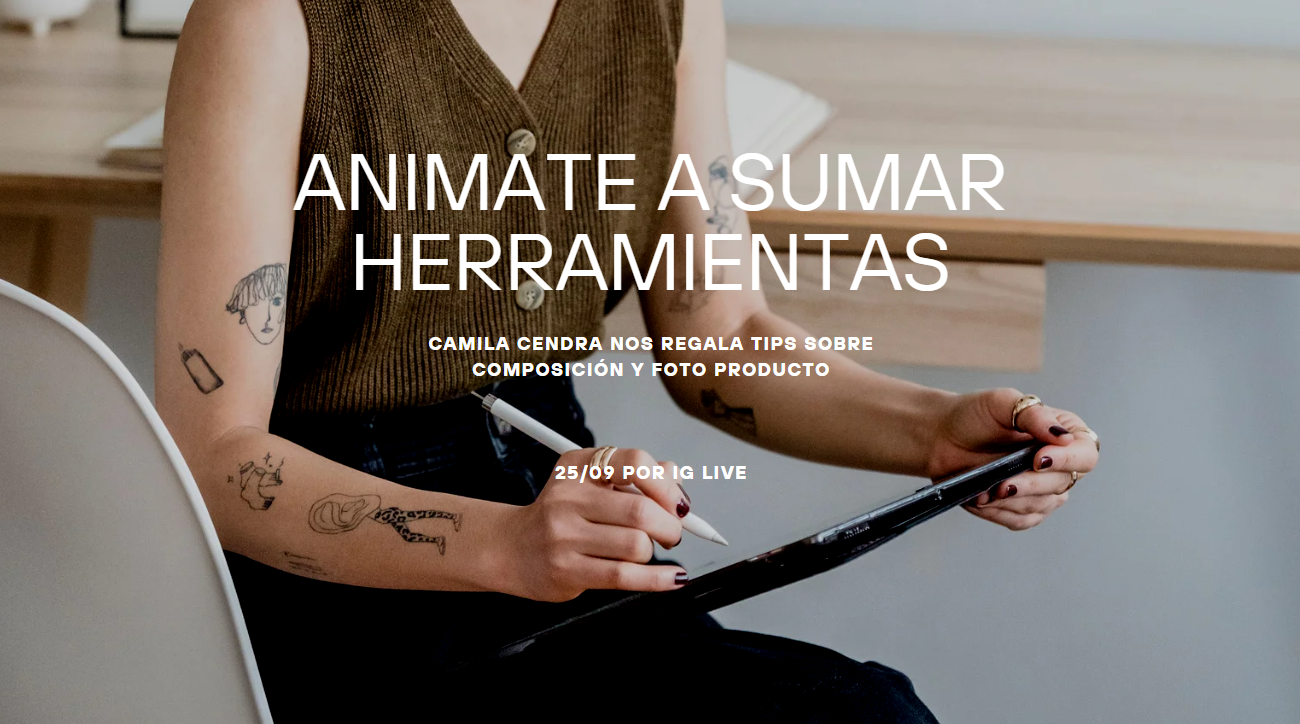 ANIMATE A SUMAR
HERRAMIENTAS
CAMILA CENDRA NOS REGALA TIPS SOBRE
COMPOSICIÓN Y FOTO PRODUCTO
25/09 POR IG LIVE